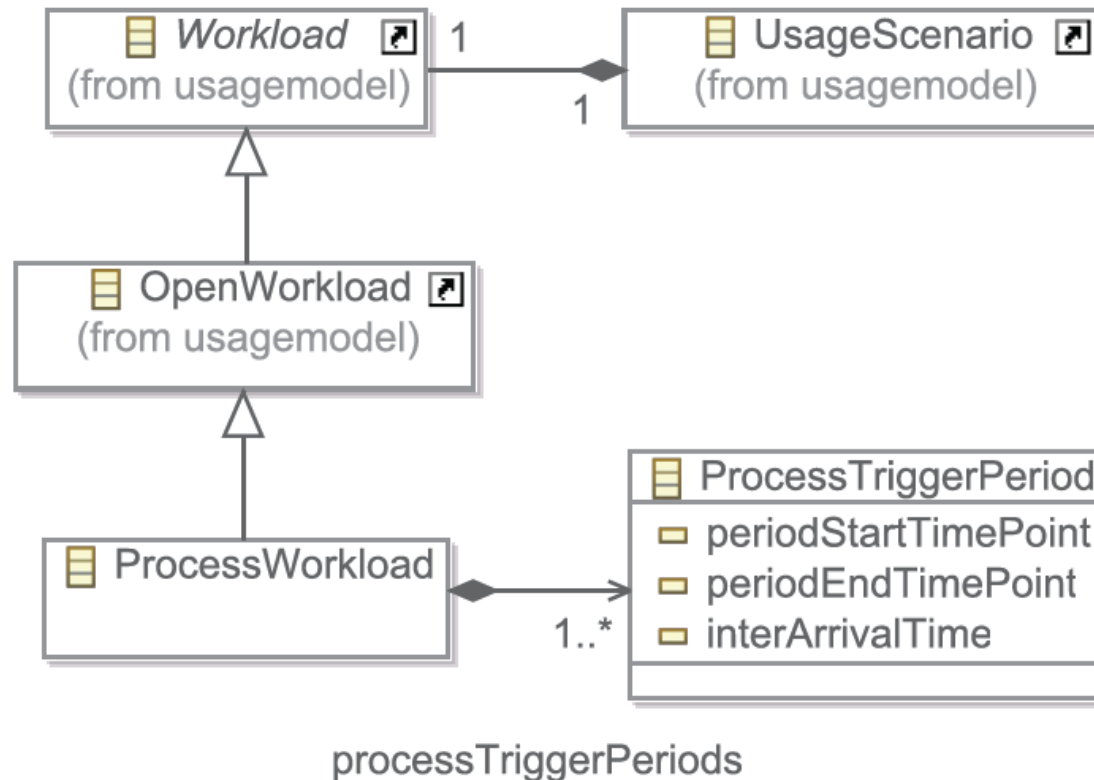 Workload
(from usagemodel)
1
1
UsageScenario
(from usagemodel)
OpenWorkload
(from usagemodel)
ProcessWorkload
1..*
ProcessTriggerPeriod
periodStartTimePoint
periodEndTimePoint
interArrivalTime
processTriggerPeriods